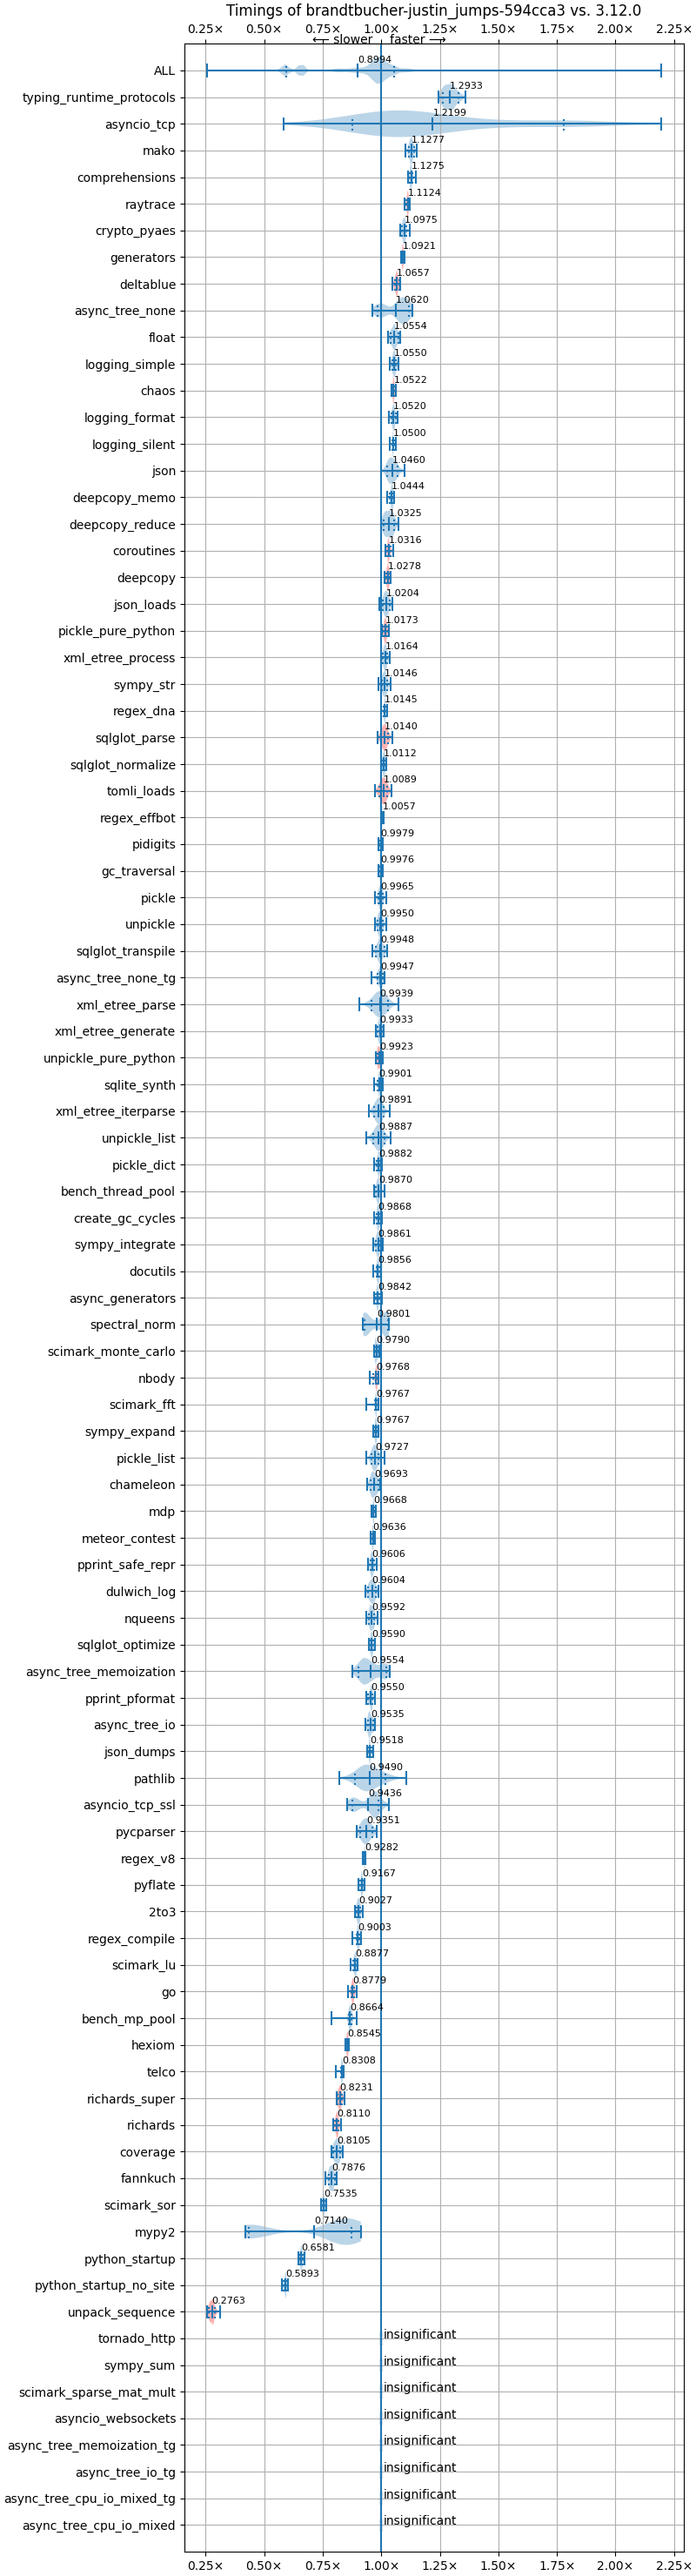 Timings of brandtbucher-justin_jumps-594cca3 vs. 3.12.0
0.25× 0.50× 0.75× 1.00× 1.25× 1.50× 1.75× 2.00× 2.25×
⟵ slower faster ⟶
ALL 0.8994
typing_runtime_protocols 1.2933
asyncio_tcp 1.2199
mako 1.1277
comprehensions 1.1275
raytrace 1.1124
crypto_pyaes 1.0975
generators 1.0921
deltablue 1.0657
async_tree_none 1.0620
float 1.0554
logging_simple 1.0550
chaos 1.0522
logging_format 1.0520
logging_silent 1.0500
json 1.0460
deepcopy_memo 1.0444
deepcopy_reduce 1.0325
coroutines 1.0316
deepcopy 1.0278
json_loads 1.0204
pickle_pure_python 1.0173
xml_etree_process 1.0164
sympy_str 1.0146
regex_dna 1.0145
sqlglot_parse 1.0140
sqlglot_normalize 1.0112
tomli_loads 1.0089
regex_effbot 1.0057
pidigits 0.9979
gc_traversal 0.9976
pickle 0.9965
unpickle 0.9950
sqlglot_transpile 0.9948
async_tree_none_tg 0.9947
xml_etree_parse 0.9939
xml_etree_generate 0.9933
unpickle_pure_python 0.9923
sqlite_synth 0.9901
xml_etree_iterparse 0.9891
unpickle_list 0.9887
pickle_dict 0.9882
bench_thread_pool 0.9870
create_gc_cycles 0.9868
sympy_integrate 0.9861
docutils 0.9856
async_generators 0.9842
spectral_norm 0.9801
scimark_monte_carlo 0.9790
nbody 0.9768
scimark_fft 0.9767
sympy_expand 0.9767
pickle_list 0.9727
chameleon 0.9693
mdp 0.9668
meteor_contest 0.9636
pprint_safe_repr 0.9606
dulwich_log 0.9604
nqueens 0.9592
sqlglot_optimize 0.9590
async_tree_memoization 0.9554
pprint_pformat 0.9550
async_tree_io 0.9535
json_dumps 0.9518
pathlib 0.9490
asyncio_tcp_ssl 0.9436
pycparser 0.9351
regex_v8 0.9282
pyflate 0.9167
2to3 0.9027
regex_compile 0.9003
scimark_lu 0.8877
go 0.8779
bench_mp_pool 0.8664
hexiom 0.8545
telco 0.8308
richards_super 0.8231
richards 0.8110
coverage 0.8105
fannkuch 0.7876
scimark_sor 0.7535
mypy2 0.7140
python_startup 0.6581
python_startup_no_site 0.5893
unpack_sequence 0.2763
tornado_http insignificant
sympy_sum insignificant
scimark_sparse_mat_mult insignificant
asyncio_websockets insignificant
async_tree_memoization_tg insignificant
async_tree_io_tg insignificant
async_tree_cpu_io_mixed_tg insignificant
async_tree_cpu_io_mixed insignificant
0.25× 0.50× 0.75× 1.00× 1.25× 1.50× 1.75× 2.00× 2.25×